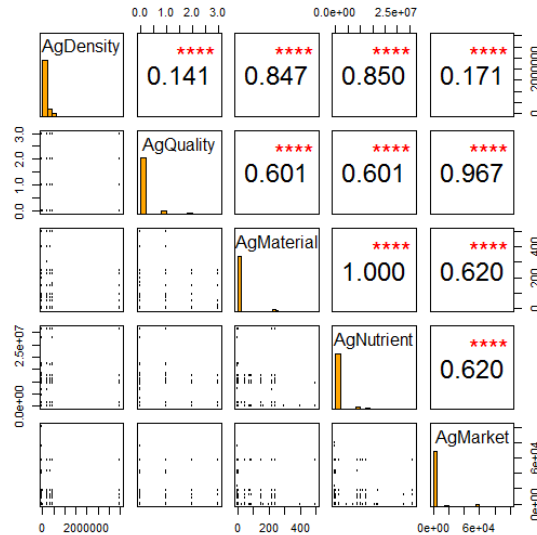 0.0 1.0 2.0 3.0 0.0e+00 2.5e+07
AgDensity **** 0.141 **** 0.847 **** 0.850 **** 0.171
0 2000000
0.0 1.0 2.0 3.0
AgQuality **** 0.601 **** 0.601 **** 0.967
AgMaterial **** 1.000 **** 0.620
0 200 400
0.0e+00 2.5e+07
AgNutrient **** 0.620
AgMarket
0e+00 6e+04
0 2000000 0 200 400 0e+00 6e+04